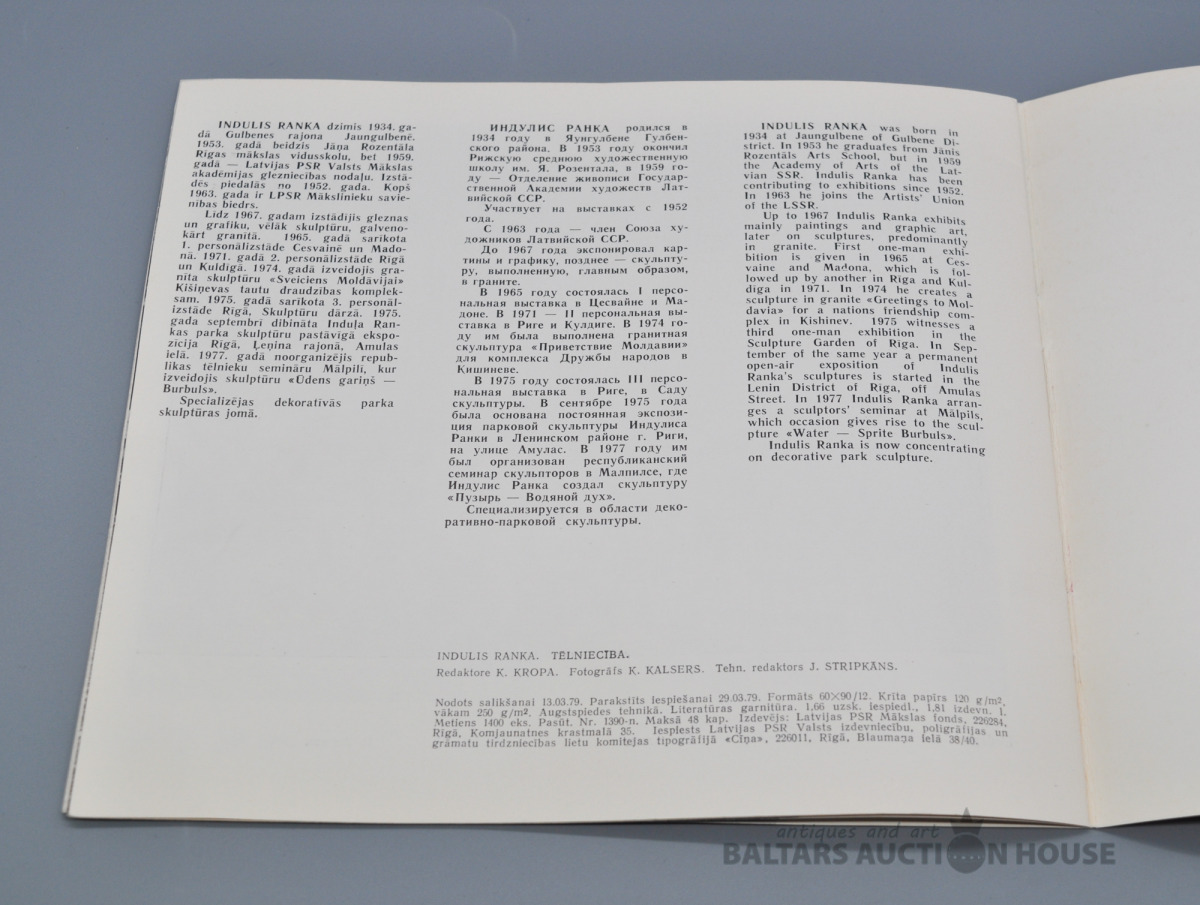 INDULIS RANKA dzimis 1934. ga-
dā Gulbenes rajona Jaungulbenē.
1953. gadā beidzis Jāņa Rozentāla
Rīgas mākslas vidusskolu, bet 1959.
gadā — Latvijas PSR Valsts Mākslas
akadēmijas glezniecības nodaļu. Izstā-
dēs piedalās no 1952. gada. Kopš
1963. gada ir LPSR Mākslinieku savie-
nības biedrs.
Līdz 1967. gadam izstādījis gleznas
un grafiku, vēlāk skulptūru, galveno-
kārt granītā. 1965. gadā sarīkota
1. personālizstāde Cesvainē un Mado-
nā. 1971. gadā 2. personālizstāde Rīgā
un Kuldīgā. 1974. gadā izveidojis gra-
nīta skulptūru «Sveiciens Moldāvijai»
Kišiņevas tautu draudzības komplek-
sam. 1975. gadā sarīkota 3. personāl-
izstāde Rīgā, Skulptūru dārzā. 1975.
gada septembrī dibināta Induļa Ran-
kas parka skulptūru pastāvīgā ekspo-
zīcija Rīgā, Ļeņina rajonā, Amulas
ielā. 1977. gadā noorganizējis repub-
likas tēlnieku semināru Mālpilī, kur
izveidojis skulptūru «Ūdens gariņš —
Burbuls».
Specializējas dekoratīvās parka
skulptūras jomā.
ИНДУЛИС РАНКА родился в
1934 году в Яунгулбене Гулбен-
ского района. В 1953 году окончил
Рижскую среднюю художественную
школу им. Я. Розентала, в 1959 го-
ду — Отделение живописи Государ-
ственной Академии художеств Лат-
вийской ССР.
Участвует на выставках с 1952
года.
С 1963 года — член Союза ху-
дожников Латвийской ССР.
До 1967 года экспонировал кар-
тины и графику, позднее — скульпту-
ру, выполненную, главным образом,
в граните.
В 1965 году состоялась I персо-
нальная выставка в Цесвайне и Ма-
доне. В 1971 — II персональная вы-
ставка в Риге и Кулдиге. В 1974 го-
ду им была выполнена гранитная
скульптура «Приветствие Молдавии»
для комплекса Дружбы народов в
Кишиневе.
В 1975 году состоялась III персо-
нальная выставка в Риге, в Саду
скульптуры. В сентябре 1975 года
была основана постоянная экспози-
ция парковой скульптуры Индулиса
Ранки в Ленинском районе г. Риги,
на улице Амулас. В 1977 году им
был организован республиканский
семинар скульпторов в Малпилсе, где
Индулис Ранка создал скульптуру
«Пузырь — Водяной дух».
Специализируется в области деко-
ративно-парковой скульптуры.
INDULIS RANKA was born in
1934 at Jaungulbene of Gulbene Di-
strict. In 1953 he graduates from Jānis
Rozentāls Arts School, but in 1959
the Academy of Arts of the Lat-
vian SSR. Indulis Ranka has been
contributing to exhibitions since 1952.
In 1963 he joins the Artists' Union
of the LSSR.
Up to 1967 Indulis Ranka exhibits
mainly paintings and graphic art,
later on sculptures, predominantly
in granite. First one-man exhi-
bition is given in 1965 at Ces-
vaine and Madona, which is fol-
lowed up by another in Rīga and Kul-
dīga in 1971. In 1974 he creates a
sculpture in granite «Greetings to Mol-
davia» for a nations friendship com-
plex in Kishinev. 1975 witnesses a
third one-man exhibition in the
Sculpture Garden of Rīga. In Sep-
tember of the same year a permanent
open-air exposition of Indulis
Ranka's sculptures is started in the
Lenin District of Rīga, off Amulas
Street. In 1977 Indulis Ranka arran-
ges a sculptors' seminar at Mālpils,
which occasion gives rise to the scul-
pture «Water — Sprite Burbuls».
Indulis Ranka is now concentrating
on decorative park sculpture.
INDULIS RANKA. TĒLNIECĪBA.
Redaktore K. KROPA. Fotogrāfs K. KALSERS. Tehn. redaktors J. STRIPKĀNS.
Nodots salikšanai 13.03.79. Parakstīts iespiešanai 29.03.79. Formāts 60×90/12. Krīta papīrs 120 g/m²,
vākam 250 g/m². Augstspiedes tehnikā. Literatūras garnitūra. 1,66 uzsk. iespiedl., 1,81 izdevn. l.
Metiens 1400 eks. Pasūt. Nr. 1390-n. Maksā 48 kap. Izdevējs: Latvijas PSR Mākslas fonds, 226284,
Rīgā, Komjaunatnes krastmalā 35. Iespiests Latvijas PSR Valsts izdevniecību, poligrāfijas un
grāmatu tirdzniecības lietu komitejas tipogrāfijā «Cīņa», 226011, Rīgā, Blaumaņa ielā 38/40.
antiques and art
BALTARS AUCTION HOUSE